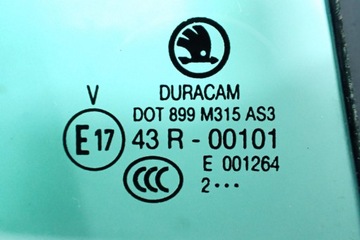 DURACAM
V DOT 899 M315 AS3
E17 43 R - 00101
CCC E 001264
2•••